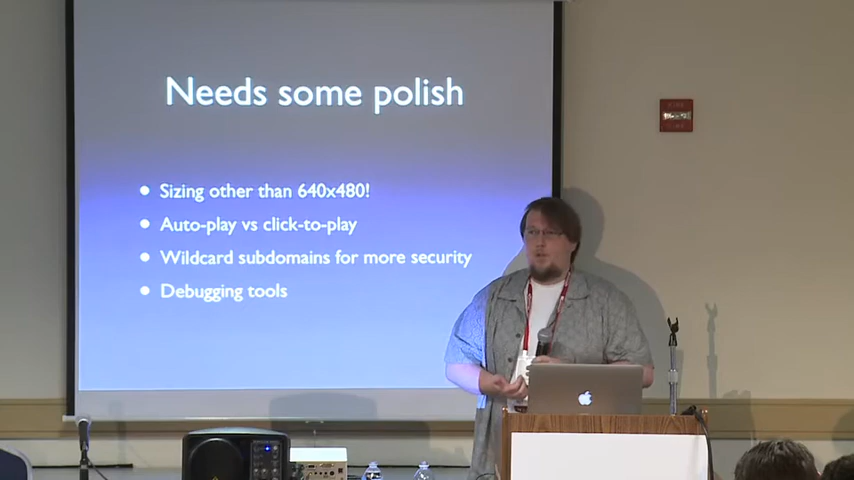 Needs some polish
Sizing other than 640x480!
Auto-play vs click-to-play
Wildcard subdomains for more security
Debugging tools